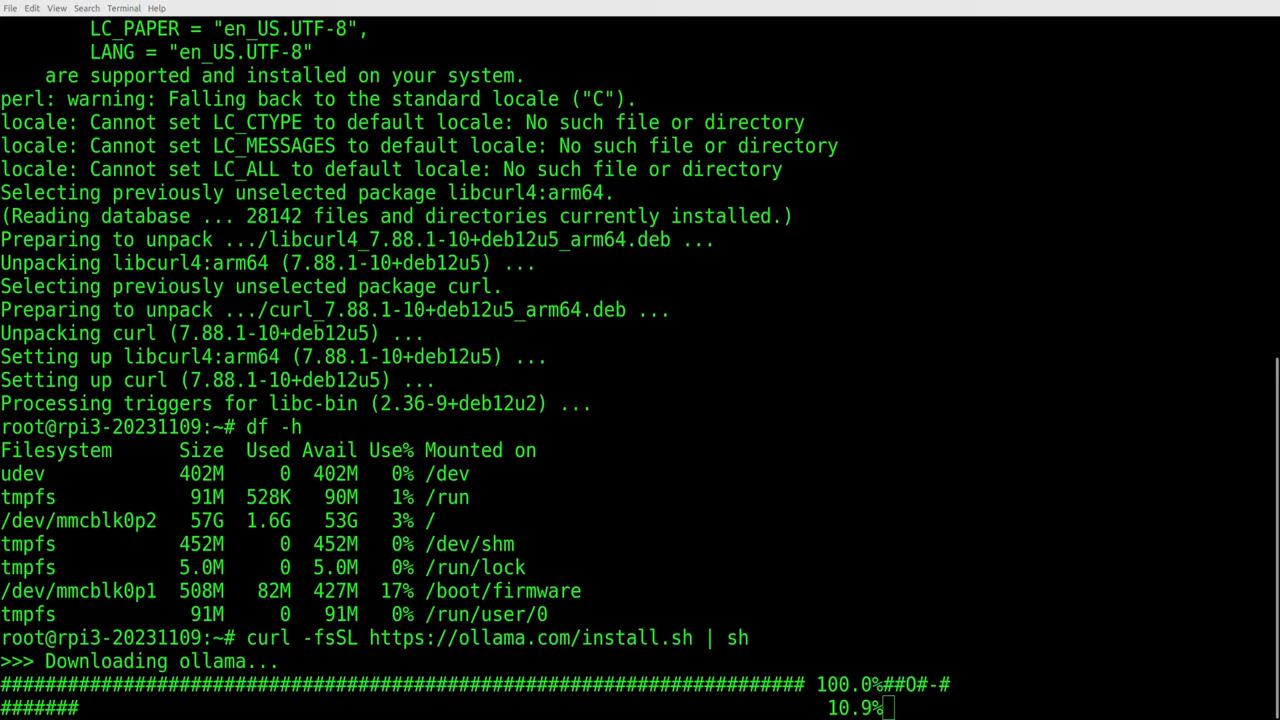 File Edit View Search Terminal Help
LC_PAPER = "en_US.UTF-8",
LANG = "en_US.UTF-8"
are supported and installed on your system.
perl: warning: Falling back to the standard locale ("C").
locale: Cannot set LC_CTYPE to default locale: No such file or directory
locale: Cannot set LC_MESSAGES to default locale: No such file or directory
locale: Cannot set LC_ALL to default locale: No such file or directory
Selecting previously unselected package libcurl4:arm64.
(Reading database ... 28142 files and directories currently installed.)
Preparing to unpack .../libcurl4_7.88.1-10+deb12u5_arm64.deb ...
Unpacking libcurl4:arm64 (7.88.1-10+deb12u5) ...
Selecting previously unselected package curl.
Preparing to unpack .../curl_7.88.1-10+deb12u5_arm64.deb ...
Unpacking curl (7.88.1-10+deb12u5) ...
Setting up libcurl4:arm64 (7.88.1-10+deb12u5) ...
Setting up curl (7.88.1-10+deb12u5) ...
Processing triggers for libc-bin (2.36-9+deb12u2) ...
root@rpi3-20231109:~# df -h
Filesystem      Size  Used Avail Use% Mounted on
udev            402M     0  402M   0% /dev
tmpfs            91M  528K   90M   1% /run
/dev/mmcblk0p2   57G  1.6G   53G   3% /
tmpfs           452M     0  452M   0% /dev/shm
tmpfs           5.0M     0  5.0M   0% /run/lock
/dev/mmcblk0p1  508M   82M  427M  17% /boot/firmware
tmpfs            91M     0   91M   0% /run/user/0
root@rpi3-20231109:~# curl -fsSL https://ollama.com/install.sh | sh
>>> Downloading ollama...
######################################################################## 100.0%##O#-#
####### 10.9%